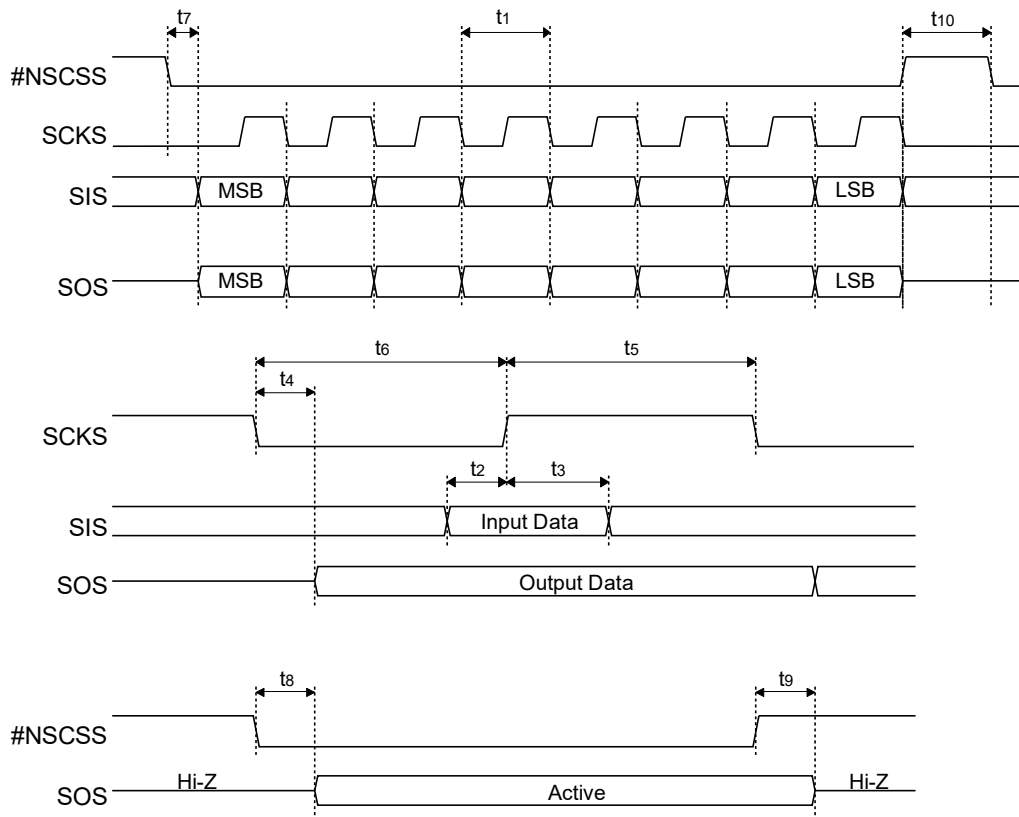 t7 t1 t10
#NSCSS
SCKS
SIS MSB LSB
SOS MSB LSB
t6 t5
t4
SCKS
t2 t3
SIS Input Data
SOS Output Data
t8 t9
#NSCSS
SOS Hi-Z Active Hi-Z